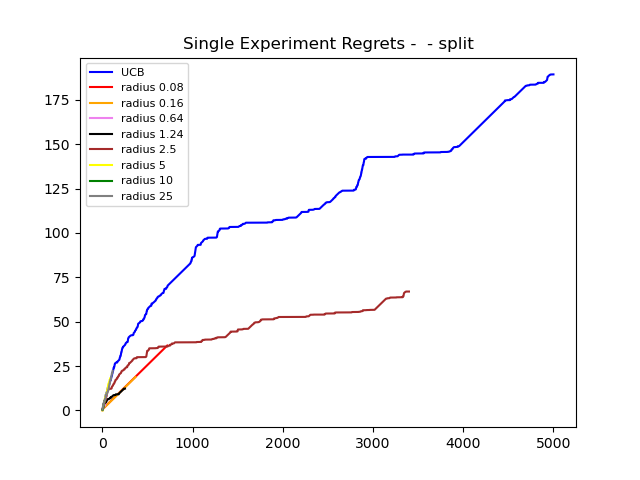 Single Experiment Regrets -  - split
UCB
radius 0.08
radius 0.16
radius 0.64
radius 1.24
radius 2.5
radius 5
radius 10
radius 25
175
150
125
100
75
50
25
0
0 1000 2000 3000 4000 5000